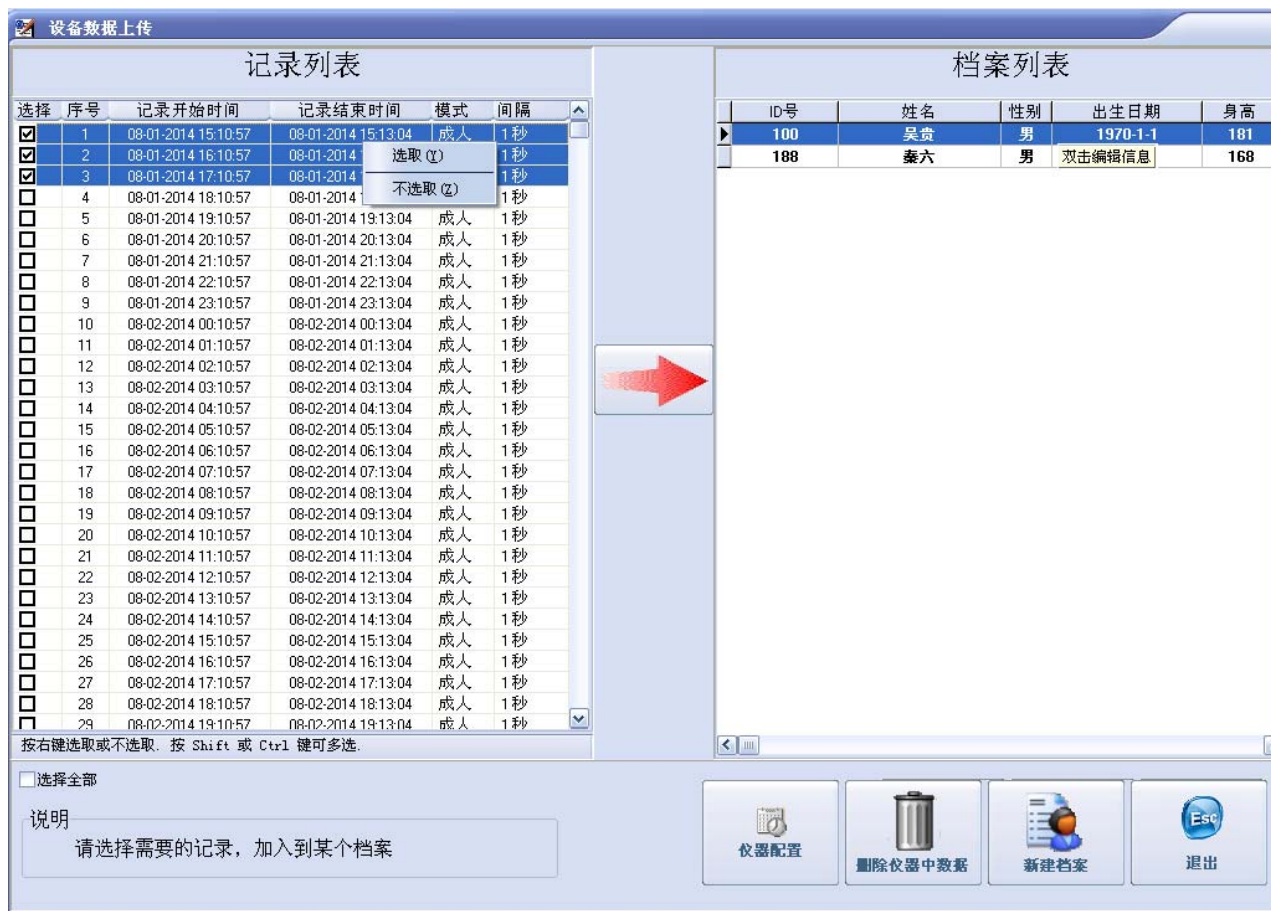 设备数据上传
记录列表
选择 序号 记录开始时间 记录结束时间 模式 间隔
1 08-01-2014 15:10:57 08-01-2014 15:13:04 成人 1秒
2 08-01-2014 16:10:57 08-01-2014 1秒
3 08-01-2014 17:10:57 08-01-2014 1秒
4 08-01-2014 18:10:57 08-01-2014 1秒
选取(Y)
不选取(Z)
5 08-01-2014 19:10:57 08-01-2014 19:13:04 成人 1秒
6 08-01-2014 20:10:57 08-01-2014 20:13:04 成人 1秒
7 08-01-2014 21:10:57 08-01-2014 21:13:04 成人 1秒
8 08-01-2014 22:10:57 08-01-2014 22:13:04 成人 1秒
9 08-01-2014 23:10:57 08-01-2014 23:13:04 成人 1秒
10 08-02-2014 00:10:57 08-02-2014 00:13:04 成人 1秒
11 08-02-2014 01:10:57 08-02-2014 01:13:04 成人 1秒
12 08-02-2014 02:10:57 08-02-2014 02:13:04 成人 1秒
13 08-02-2014 03:10:57 08-02-2014 03:13:04 成人 1秒
14 08-02-2014 04:10:57 08-02-2014 04:13:04 成人 1秒
15 08-02-2014 05:10:57 08-02-2014 05:13:04 成人 1秒
16 08-02-2014 06:10:57 08-02-2014 06:13:04 成人 1秒
17 08-02-2014 07:10:57 08-02-2014 07:13:04 成人 1秒
18 08-02-2014 08:10:57 08-02-2014 08:13:04 成人 1秒
19 08-02-2014 09:10:57 08-02-2014 09:13:04 成人 1秒
20 08-02-2014 10:10:57 08-02-2014 10:13:04 成人 1秒
21 08-02-2014 11:10:57 08-02-2014 11:13:04 成人 1秒
22 08-02-2014 12:10:57 08-02-2014 12:13:04 成人 1秒
23 08-02-2014 13:10:57 08-02-2014 13:13:04 成人 1秒
24 08-02-2014 14:10:57 08-02-2014 14:13:04 成人 1秒
25 08-02-2014 15:10:57 08-02-2014 15:13:04 成人 1秒
26 08-02-2014 16:10:57 08-02-2014 16:13:04 成人 1秒
27 08-02-2014 17:10:57 08-02-2014 17:13:04 成人 1秒
28 08-02-2014 18:10:57 08-02-2014 18:13:04 成人 1秒
29 08-02-2014 19:10:57 08-02-2014 19:13:04 成人 1秒
按右键选取或不选取. 按 Shift 或 Ctrl 键可多选.
档案列表
ID号 姓名 性别 出生日期 身高
100 吴贵 男 1970-1-1 181
188 秦六 男 双击编辑信息 168
选择全部
说明
请选择需要的记录，加入到某个档案
仪器配置
删除仪器中数据
新建档案
Esc
退出